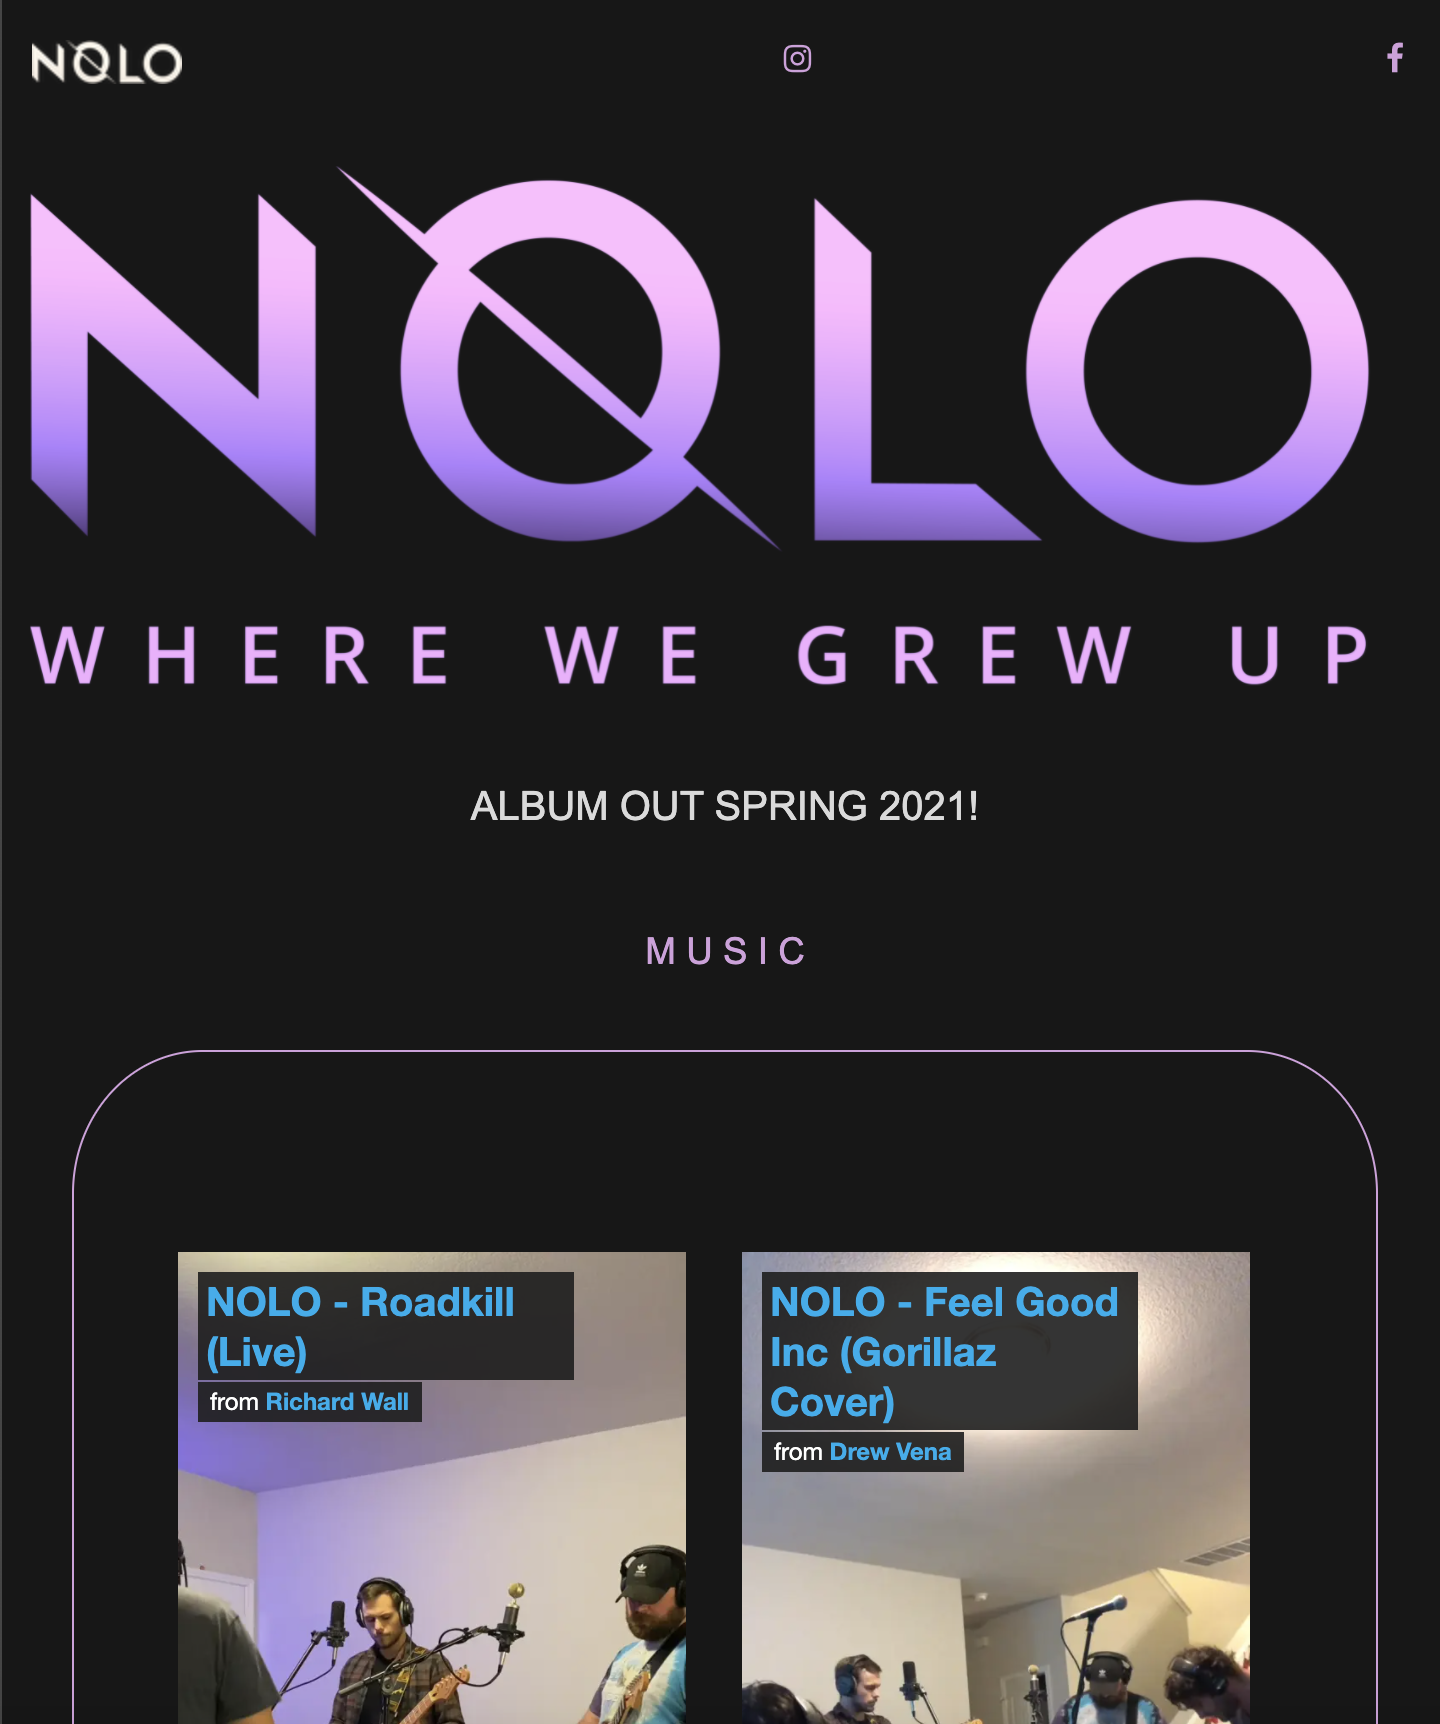 NOLO
NOLO
WHERE WE GREW UP
ALBUM OUT SPRING 2021!
MUSIC
NOLO - Roadkill
(Live)
from Richard Wall
NOLO - Feel Good
Inc (Gorillaz
Cover)
from Drew Vena